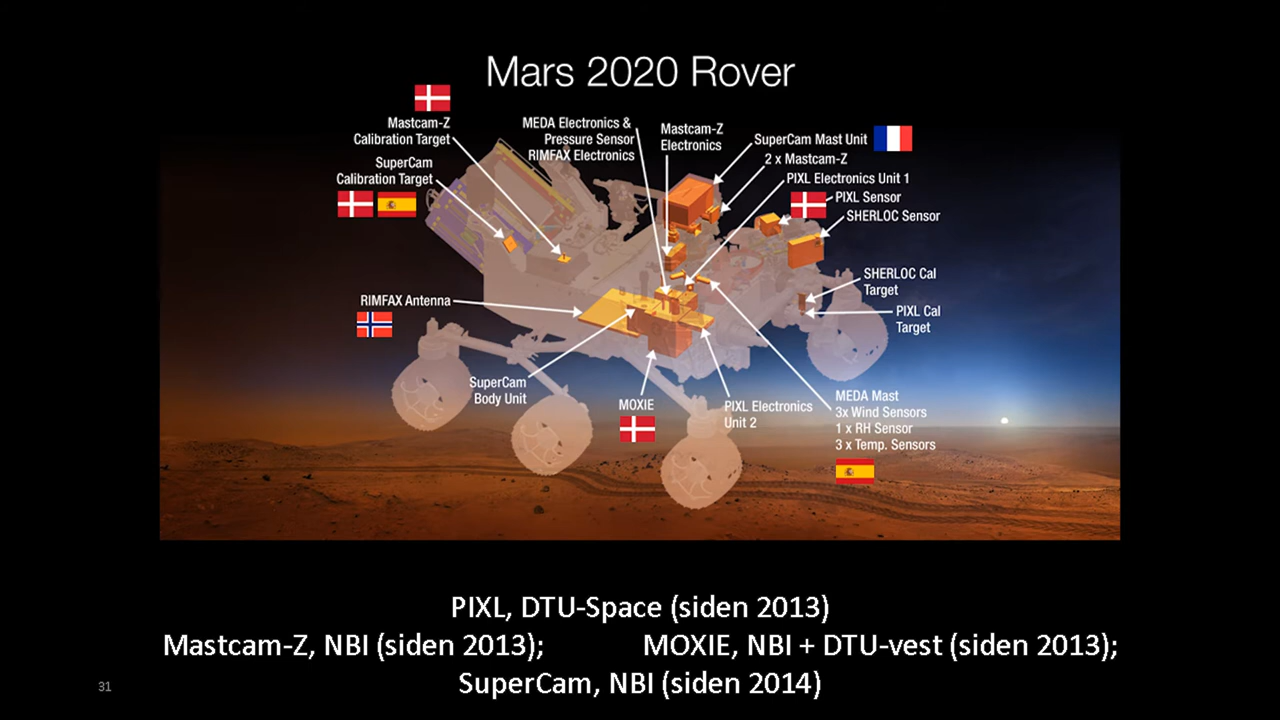 Mars 2020 Rover
Mastcam-Z
Calibration Target
SuperCam
Calibration Target
MEDA Electronics &
Pressure Sensor
RIMFAX Electronics
Mastcam-Z
Electronics
SuperCam Mast Unit
2 x Mastcam-Z
PIXL Electronics Unit 1
PIXL Sensor
SHERLOC Sensor
SHERLOC Cal
Target
PIXL Cal
Target
RIMFAX Antenna
SuperCam
Body Unit
MOXIE
PIXL Electronics
Unit 2
MEDA Mast
3x Wind Sensors
1 x RH Sensor
3 x Temp. Sensors
PIXL, DTU-Space (siden 2013)
Mastcam-Z, NBI (siden 2013); MOXIE, NBI + DTU-vest (siden 2013);
SuperCam, NBI (siden 2014)
31